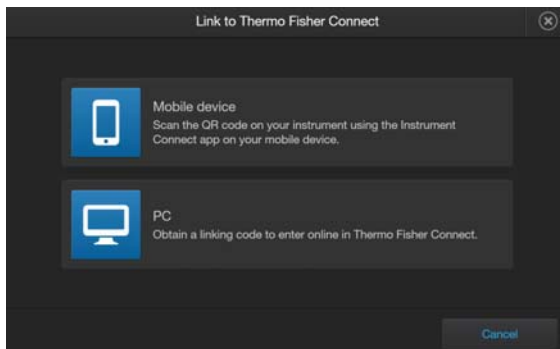 Link to Thermo Fisher Connect
Mobile device
Scan the QR code on your instrument using the Instrument
Connect app on your mobile device.
PC
Obtain a linking code to enter online in Thermo Fisher Connect.
Cancel